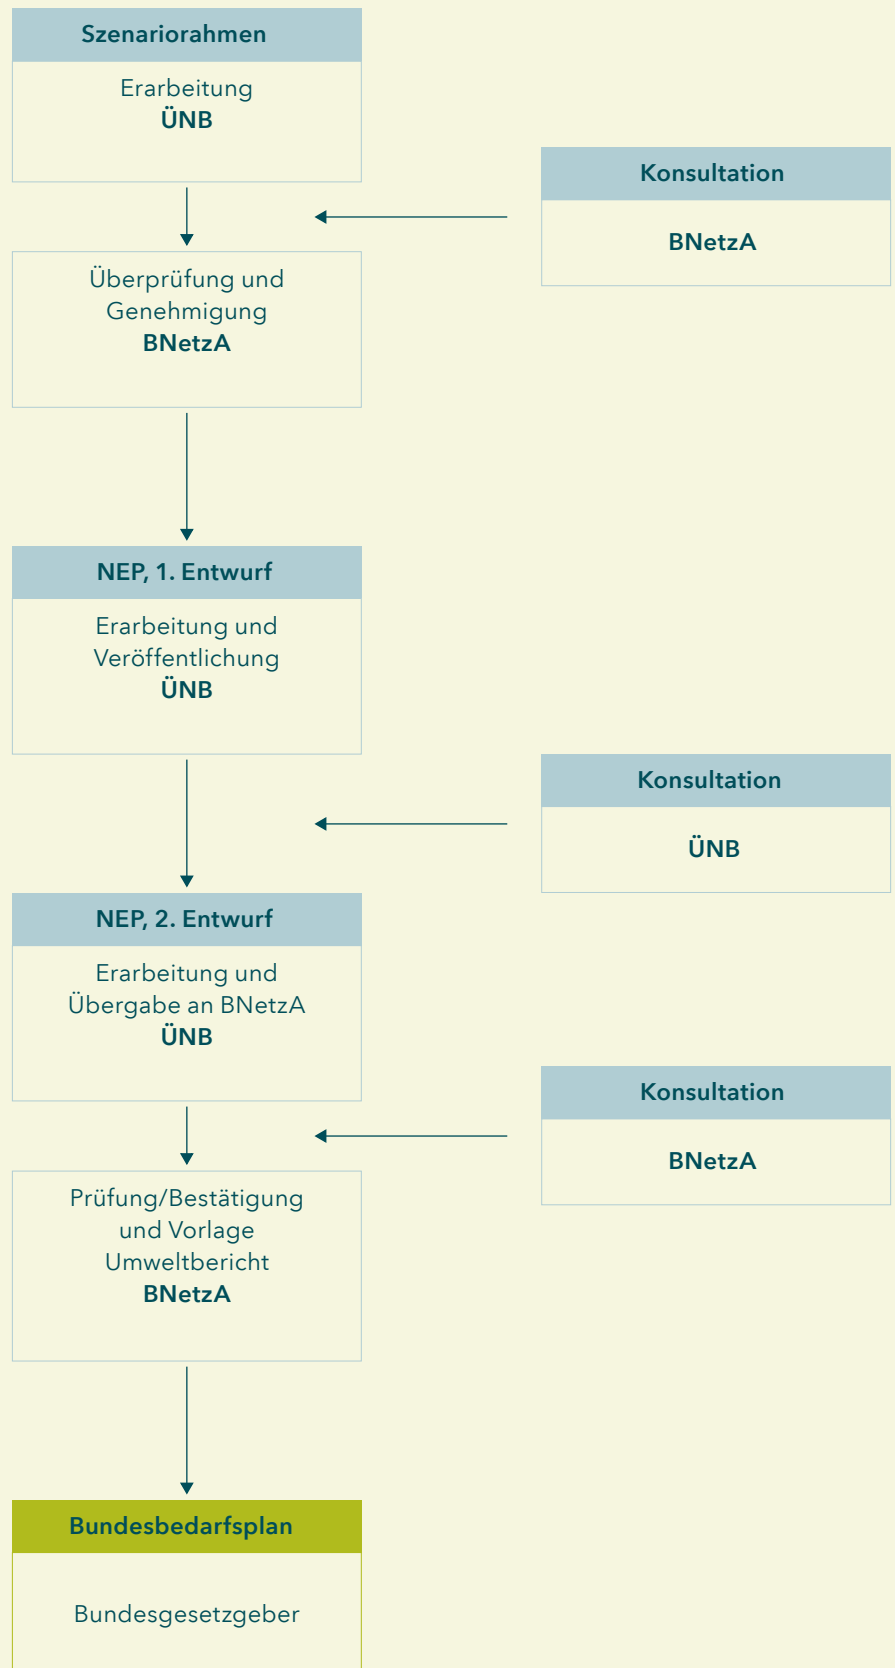 Szenariorahmen
Erarbeitung
ÜNB
Konsultation
BNetzA
Überprüfung und
Genehmigung
BNetzA
NEP, 1. Entwurf
Erarbeitung und
Veröffentlichung
ÜNB
Konsultation
ÜNB
NEP, 2. Entwurf
Erarbeitung und
Übergabe an BNetzA
ÜNB
Konsultation
BNetzA
Prüfung/Bestätigung
und Vorlage
Umweltbericht
BNetzA
Bundesbedarfsplan
Bundesgesetzgeber